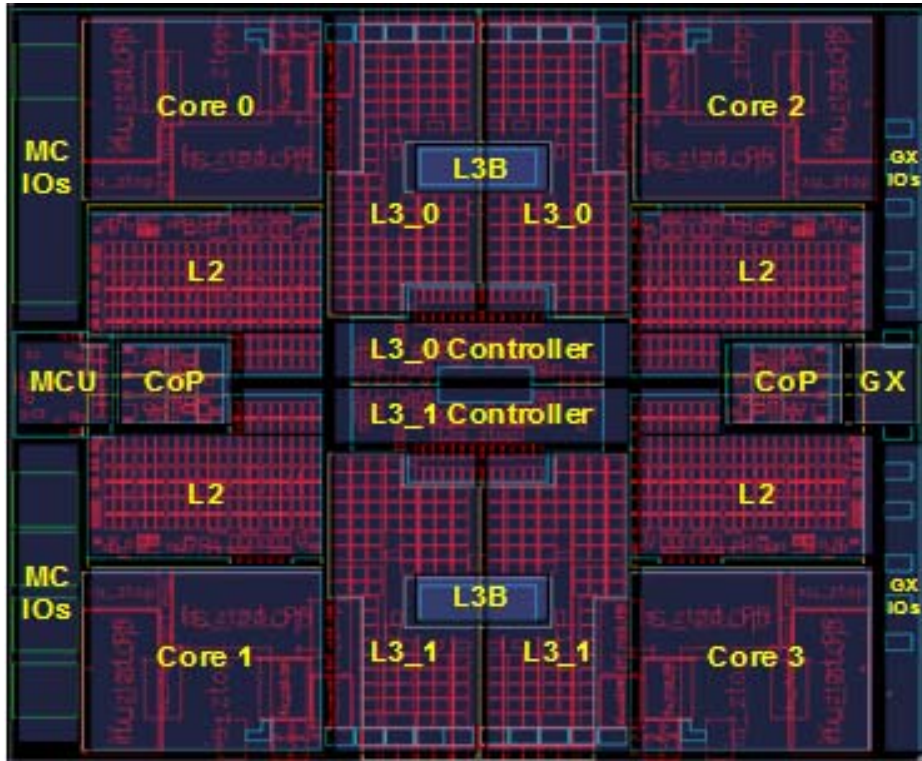 Core 0
Core 2
MC
IOs
L3B
GX
IOs
L3_0
L3_0
L2
L2
L3_0 Controller
MCU
CoP
CoP
GX
L3_1 Controller
L2
L2
MC
IOs
L3B
GX
IOs
Core 1
L3_1
L3_1
Core 3